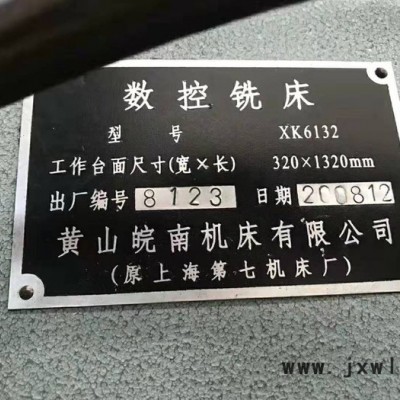 数控铣床
型 号 XK6132
工作台面尺寸(宽×长) 320×1320mm
出厂编号 8123 日期 200812
黄山皖南机床有限公司
(原上海第七机床厂)
www.jxwl